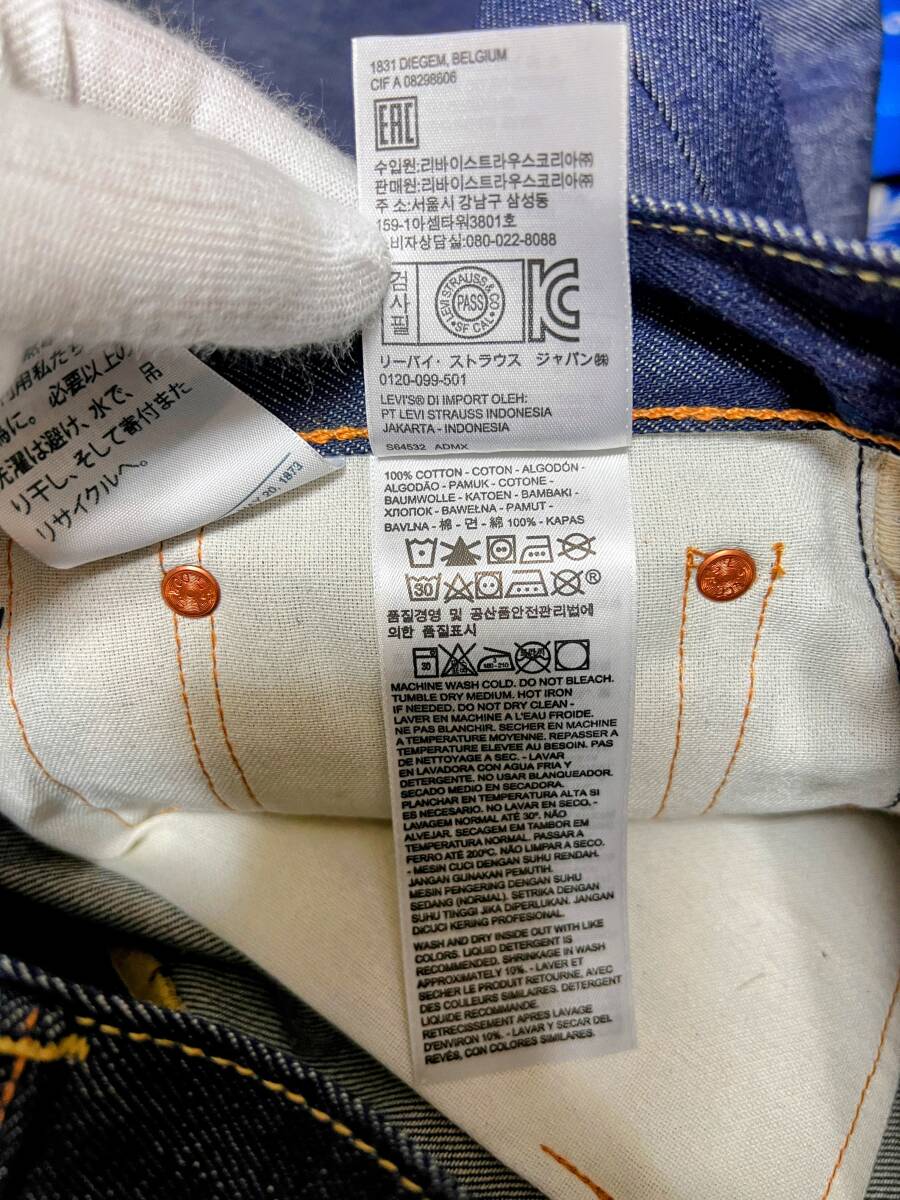 1831 DIEGEM, BELGIUM
CIF A 08298606
EAC
수입원:리바이스트라우스코리아㈜
판매원:리바이스트라우스코리아㈜
주 소:서울시 강남구 삼성동
159-1아셈타워3801호
비자상담실:080-022-8088
검사필
LEVI STRAUSS & CO
PASS
SF CAL
リーバイ・ストラウス ジャパン㈱
0120-099-501
LEVI'S® DI IMPORT OLEH:
PT LEVI STRAUSS INDONESIA
JAKARTA - INDONESIA
S64532 ADMX
100% COTTON - COTON - ALGODÓN -
ALGODÃO - PAMUK - COTONE -
BAUMWOLLE - KATOEN - BAMBAKI -
ХЛОПОК - BAWEŁNA - PAMUT -
BAVLNA - 棉 - 면 - 綿 100% - KAPAS
30
®
품질경영 및 공산품안전관리법에
의한 품질표시
30
180-210
MACHINE WASH COLD. DO NOT BLEACH.
TUMBLE DRY MEDIUM. HOT IRON
IF NEEDED. DO NOT DRY CLEAN -
LAVER EN MACHINE A L'EAU FROIDE.
NE PAS BLANCHIR. SECHER EN MACHINE
A TEMPERATURE MOYENNE. REPASSER A
TEMPERATURE ELEVEE AU BESOIN. PAS
DE NETTOYAGE A SEC. - LAVAR
EN LAVADORA CON AGUA FRIA Y
DETERGENTE. NO USAR BLANQUEADOR.
SECADO MEDIO EN SECADORA.
PLANCHAR EN TEMPERATURA ALTA SI
ES NECESARIO. NO LAVAR EN SECO. -
LAVAGEM NORMAL ATÉ 30º. NÃO
ALVEJAR. SECAGEM EM TAMBOR EM
TEMPERATURA NORMAL. PASSAR A
FERRO ATÉ 200ºC. NÃO LIMPAR A SECO.
- MESIN CUCI DENGAN SUHU RENDAH.
JANGAN GUNAKAN PEMUTIH.
MESIN PENGERING DENGAN SUHU
SEDANG (NORMAL). SETRIKA DENGAN
SUHU TINGGI JIKA DIPERLUKAN. JANGAN
DICUCI KERING PROFESIONAL.
WASH AND DRY INSIDE OUT WITH LIKE
COLORS. LIQUID DETERGENT IS
RECOMMENDED. SHRINKAGE IN WASH
APPROXIMATELY 10%. - LAVER ET
SECHER LE PRODUIT RETOURNE, AVEC
DES COULEURS SIMILAIRES. DETERGENT
LIQUIDE RECOMMANDE.
RETRECISSEMENT APRES LAVAGE
D'ENVIRON 10%. - LAVAR Y SECAR DEL
REVÉS, CON COLORES SIMILARES.
用私たち
に。必要以上の
洗濯は避け、水で、吊
り干し、そして寄付また
リサイクルへ。
20, 1873